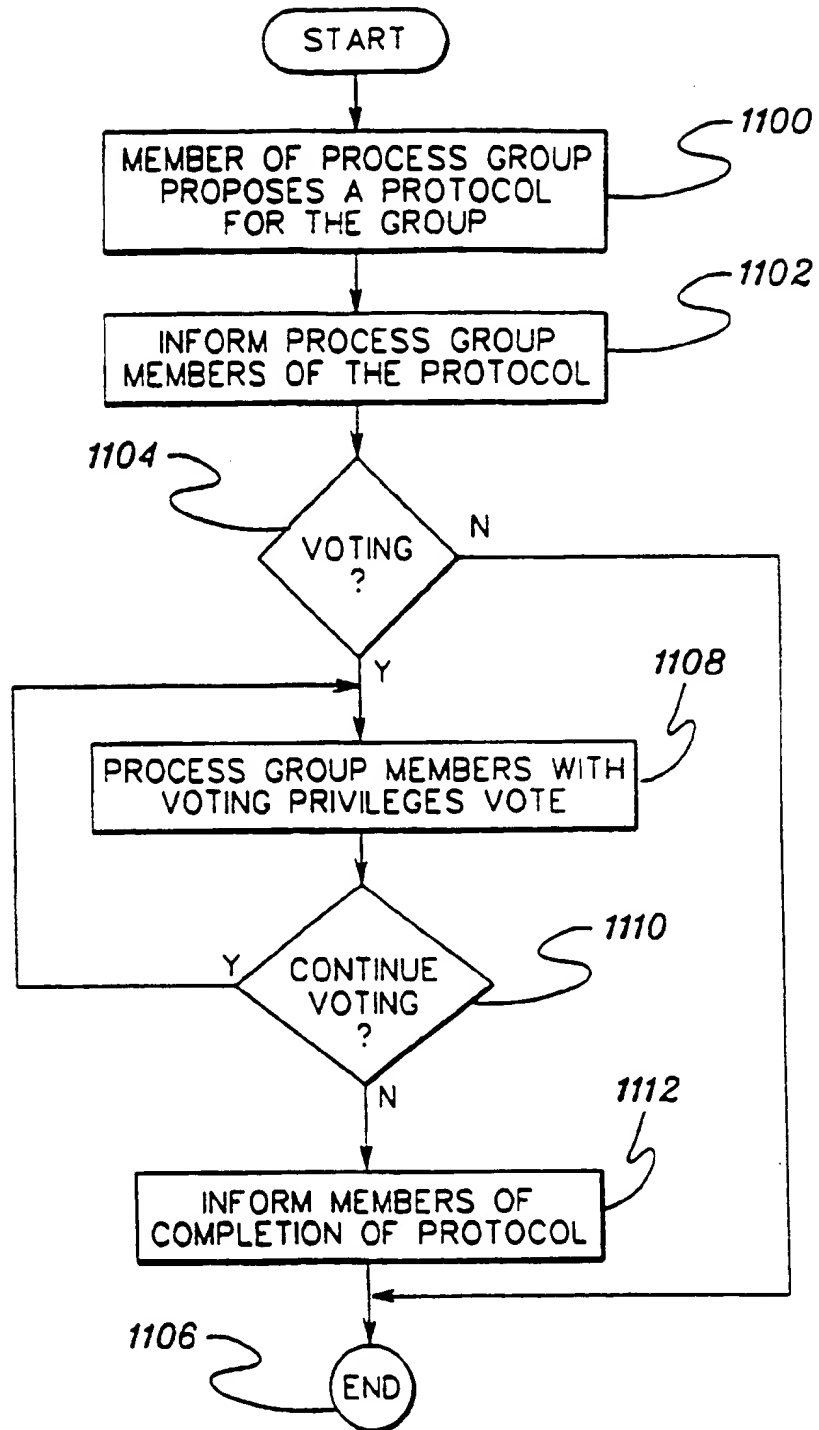 START
MEMBER OF PROCESS GROUP
PROPOSES A PROTOCOL
FOR THE GROUP
1100
INFORM PROCESS GROUP
MEMBERS OF THE PROTOCOL
1102
1104
VOTING
?
N
Y
1108
PROCESS GROUP MEMBERS WITH
VOTING PRIVILEGES VOTE
1110
Y
CONTINUE
VOTING
?
N
1112
INFORM MEMBERS OF
COMPLETION OF PROTOCOL
1106
END